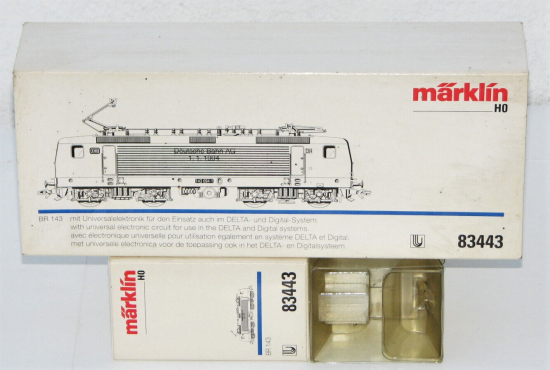 märklin
H0
Deutsche Bahn AG
1.1.1994
BR 143 mit Universalelektronik für den Einsatz auch im DELTA- und Digital-System.
with universal electronic circuit for use in the DELTA and Digital systems.
avec électronique universelle pour utilisation également en système DELTA et Digital.
met universele electronica voor de toepassing ook in het DELTA- en Digitalsysteem.
83443
märklin
H0
BR 143
83443